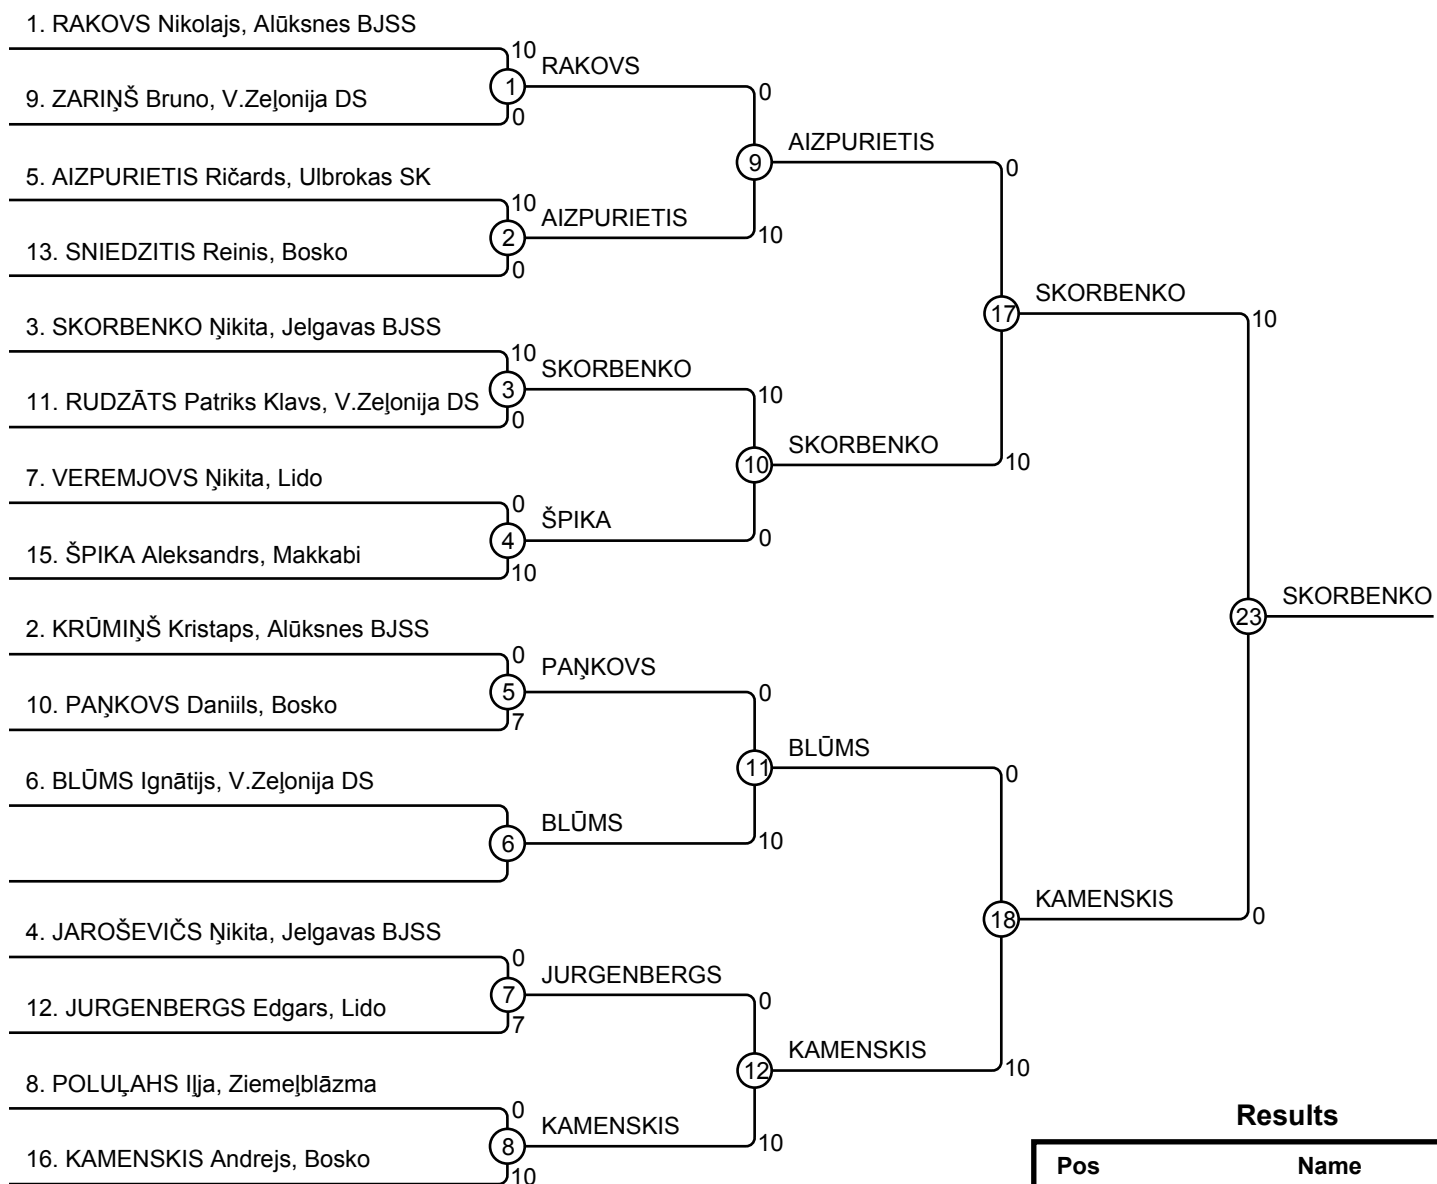 1. RAKOVS Nikolajs, Alūksnes BJSS
10
RAKOVS
1
0
9. ZARIŅŠ Bruno, V.Zeļonija DS
0
AIZPURIETIS
9
0
5. AIZPURIETIS Ričards, Ulbrokas SK
10
AIZPURIETIS
2
10
13. SNIEDZITIS Reinis, Bosko
0
SKORBENKO
17
10
3. SKORBENKO Ņikita, Jelgavas BJSS
10
SKORBENKO
3
10
11. RUDZĀTS Patriks Klavs, V.Zeļonija DS
0
SKORBENKO
10
10
7. VEREMJOVS Ņikita, Lido
0
ŠPIKA
4
0
15. ŠPIKA Aleksandrs, Makkabi
10
SKORBENKO
23
2. KRŪMIŅŠ Kristaps, Alūksnes BJSS
0
PAŅKOVS
5
0
10. PAŅKOVS Daniils, Bosko
7
BLŪMS
11
0
6. BLŪMS Ignātijs, V.Zeļonija DS
BLŪMS
6
10
KAMENSKIS
18
0
4. JAROŠEVIČS Ņikita, Jelgavas BJSS
0
JURGENBERGS
7
0
12. JURGENBERGS Edgars, Lido
7
KAMENSKIS
12
10
8. POLUĻAHS Iļja, Ziemeļblāzma
0
KAMENSKIS
8
10
16. KAMENSKIS Andrejs, Bosko
10
Results
Pos Name